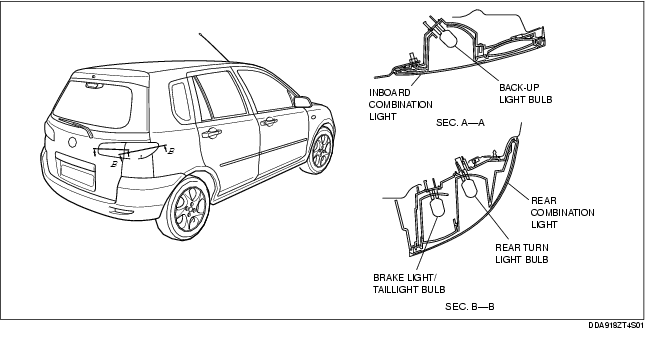 INBOARD
COMBINATION
LIGHT
BACK-UP
LIGHT BULB
SEC. A—A
REAR
COMBINATION
LIGHT
REAR TURN
LIGHT BULB
BRAKE LIGHT/
TAILLIGHT BULB
SEC. B—B
B
B
DDA918ZT4S01